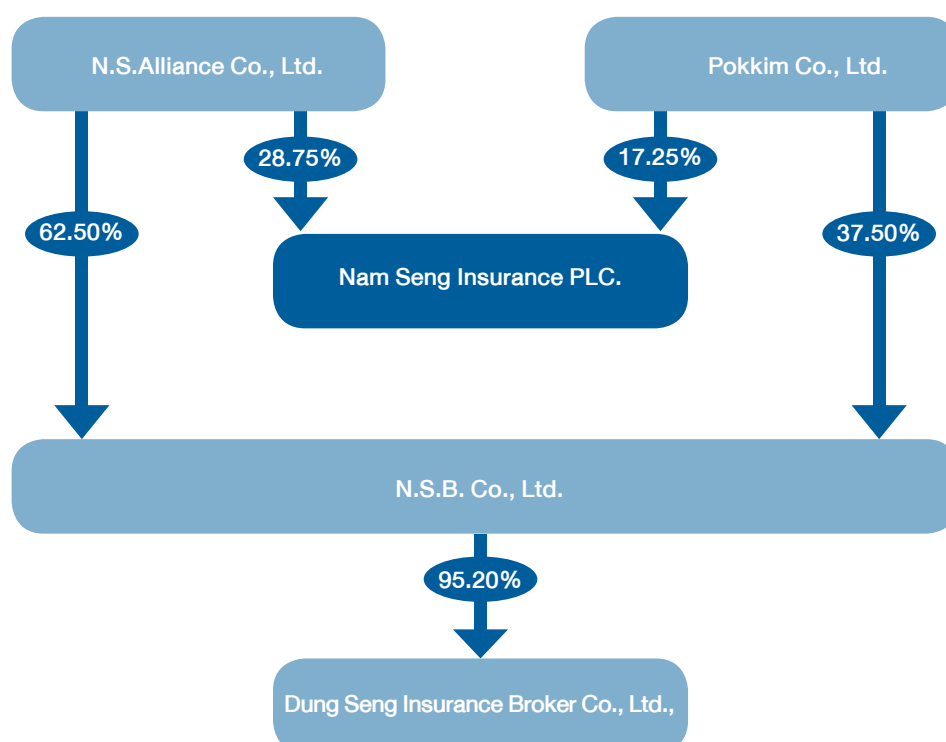 N.S.Alliance Co., Ltd.
Pokkim Co., Ltd.
28.75%
17.25%
62.50%
37.50%
Nam Seng Insurance PLC.
N.S.B. Co., Ltd.
95.20%
Dung Seng Insurance Broker Co., Ltd.,